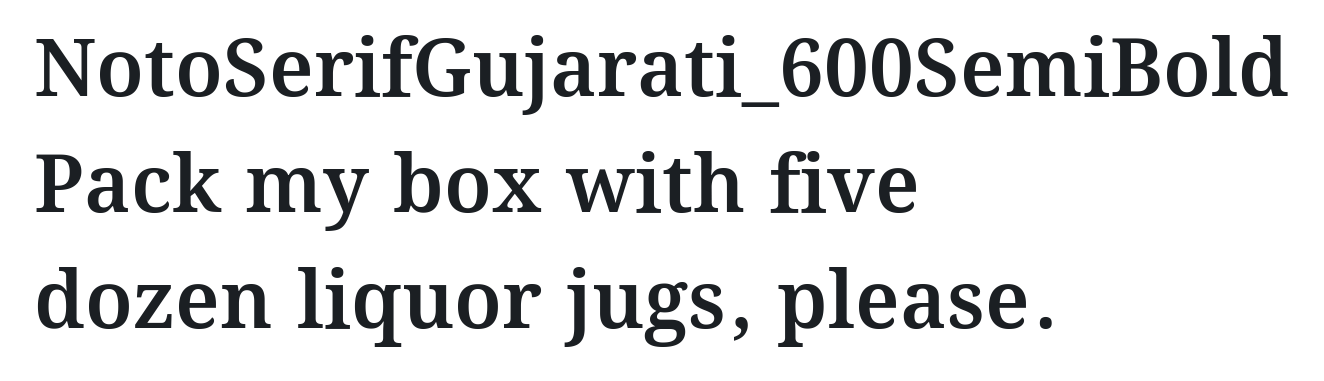 NotoSerifGujarati_600SemiBold
Pack my box with five
dozen liquor jugs, please.